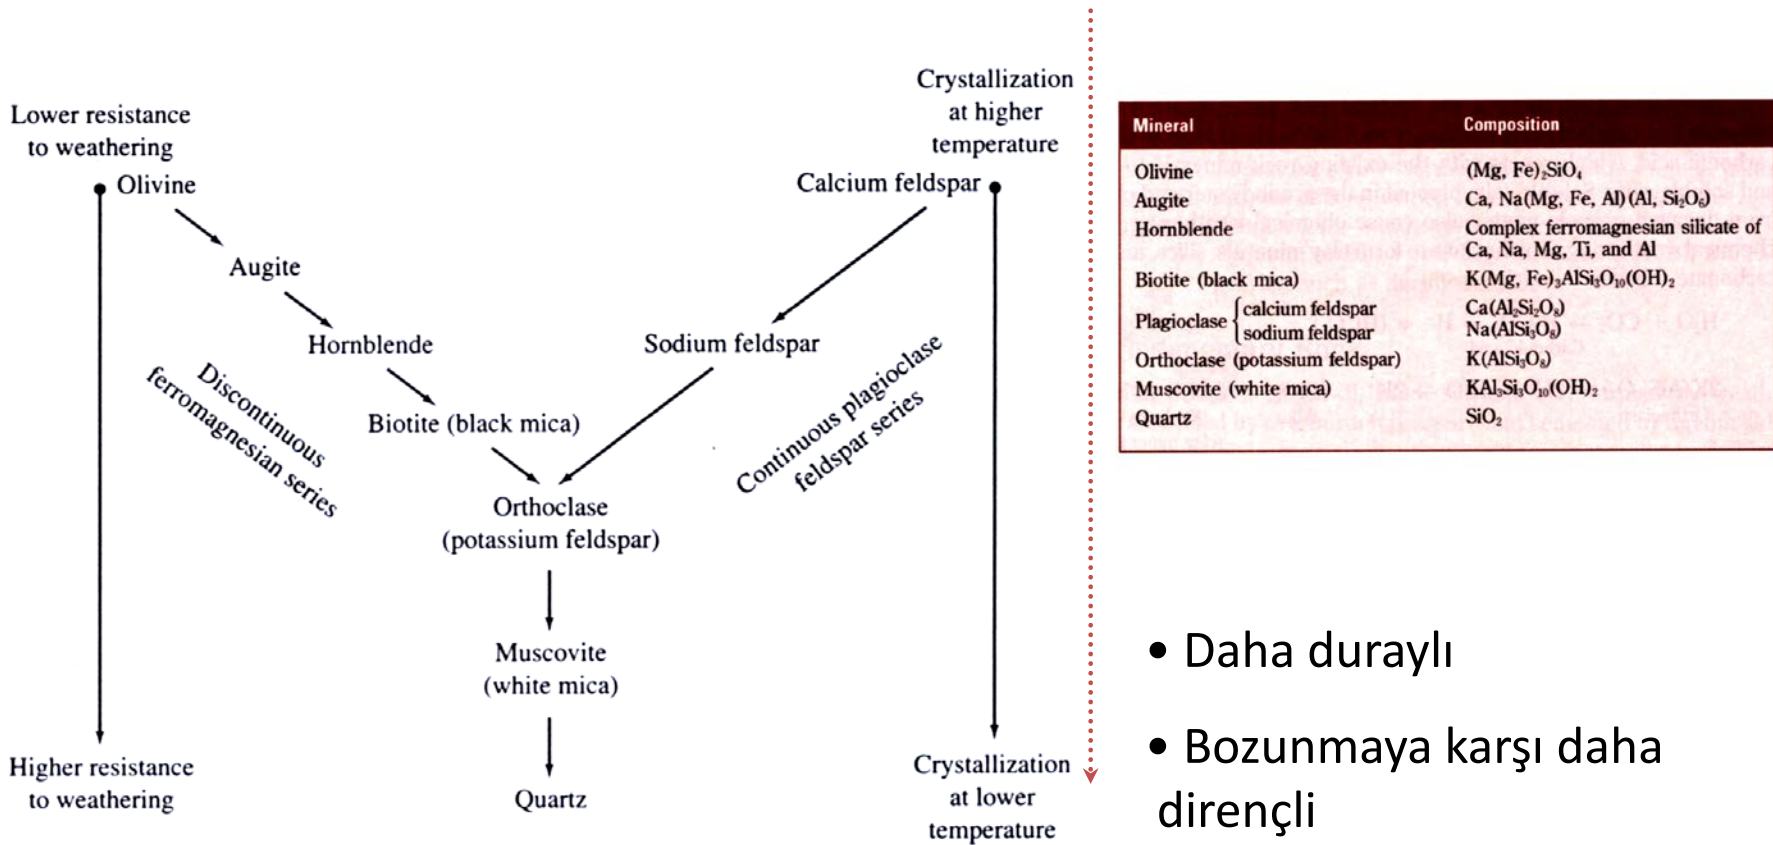 Lower resistance
to weathering
Olivine
Augite
Hornblende
Biotite (black mica)
Discontinuous
ferromagnesian series
Crystallization
at higher
temperature
Calcium feldspar
Sodium feldspar
Continuous plagioclase
feldspar series
Orthoclase
(potassium feldspar)
Muscovite
(white mica)
Quartz
Higher resistance
to weathering
Crystallization
at lower
temperature
Mineral Composition
Olivine (Mg, Fe)₂SiO₄
Augite Ca, Na(Mg, Fe, Al)(Al, Si₂O₆)
Hornblende Complex ferromagnesian silicate of
Ca, Na, Mg, Ti, and Al
Biotite (black mica) K(Mg, Fe)₃AlSi₃O₁₀(OH)₂
Plagioclase { calcium feldspar Ca(Al₂Si₂O₈)
sodium feldspar Na(AlSi₃O₈)
Orthoclase (potassium feldspar) K(AlSi₃O₈)
Muscovite (white mica) KAl₃Si₃O₁₀(OH)₂
Quartz SiO₂
• Daha duraylı
• Bozunmaya karşı daha
dirençli